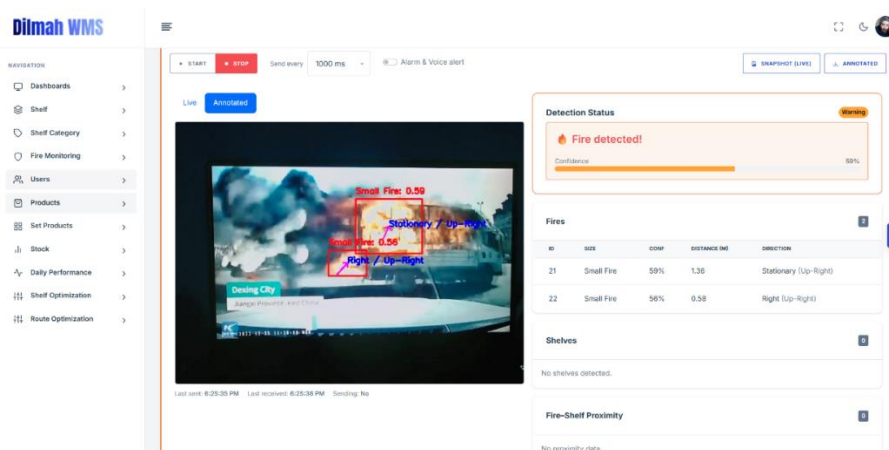 Dilmah WMS
NAVIGATION
Dashboards
Shelf
Shelf Category
Fire Monitoring
Users
Products
Set Products
Stock
Daily Performance
Shelf Optimization
Route Optimization
START
STOP
Send every
1000 ms
Alarm & Voice alert
SNAPSHOT (LIVE)
ANNOTATED
Live
Annotated
Small Fire: 0.59
Stationary / Up-Right
Small Fire: 0.56
Right / Up-Right
Dexing City
Jiangxi Province, east China
Last sent: 6:25:35 PM Last received: 6:25:36 PM Sending: No
Detection Status
Warning
Fire detected!
Confidence
59%
Fires
2
ID SIZE CONF DISTANCE (M) DIRECTION
21 Small Fire 59% 1.36 Stationary (Up-Right)
22 Small Fire 56% 0.58 Right (Up-Right)
Shelves
0
No shelves detected.
Fire–Shelf Proximity
0
No proximity data.